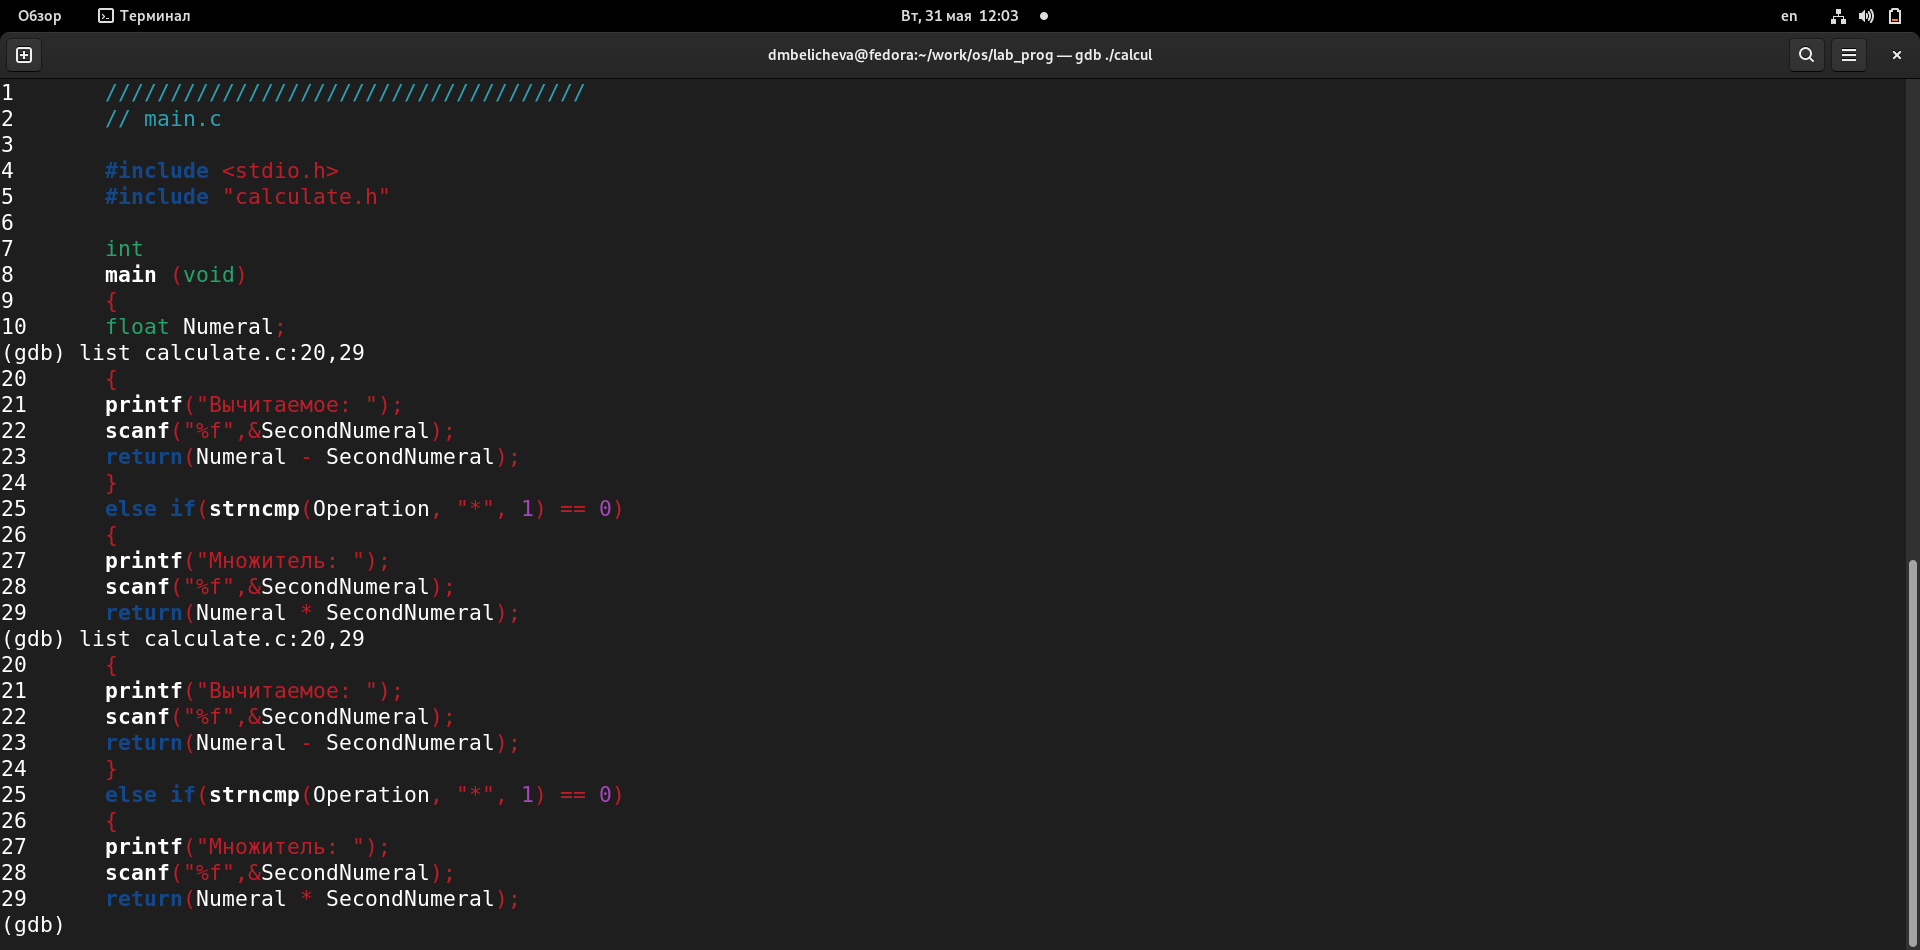 Обзор Терминал Вт, 31 мая 12:03 en
dmbelicheva@fedora:~/work/os/lab_prog — gdb ./calcul
1 /////////////////////////////////////
2 // main.c
3
4 #include <stdio.h>
5 #include "calculate.h"
6
7 int
8 main (void)
9 {
10 float Numeral;
(gdb) list calculate.c:20,29
20 {
21 printf("Вычитаемое: ");
22 scanf("%f",&SecondNumeral);
23 return(Numeral - SecondNumeral);
24 }
25 else if(strncmp(Operation, "*", 1) == 0)
26 {
27 printf("Множитель: ");
28 scanf("%f",&SecondNumeral);
29 return(Numeral * SecondNumeral);
(gdb) list calculate.c:20,29
20 {
21 printf("Вычитаемое: ");
22 scanf("%f",&SecondNumeral);
23 return(Numeral - SecondNumeral);
24 }
25 else if(strncmp(Operation, "*", 1) == 0)
26 {
27 printf("Множитель: ");
28 scanf("%f",&SecondNumeral);
29 return(Numeral * SecondNumeral);
(gdb)